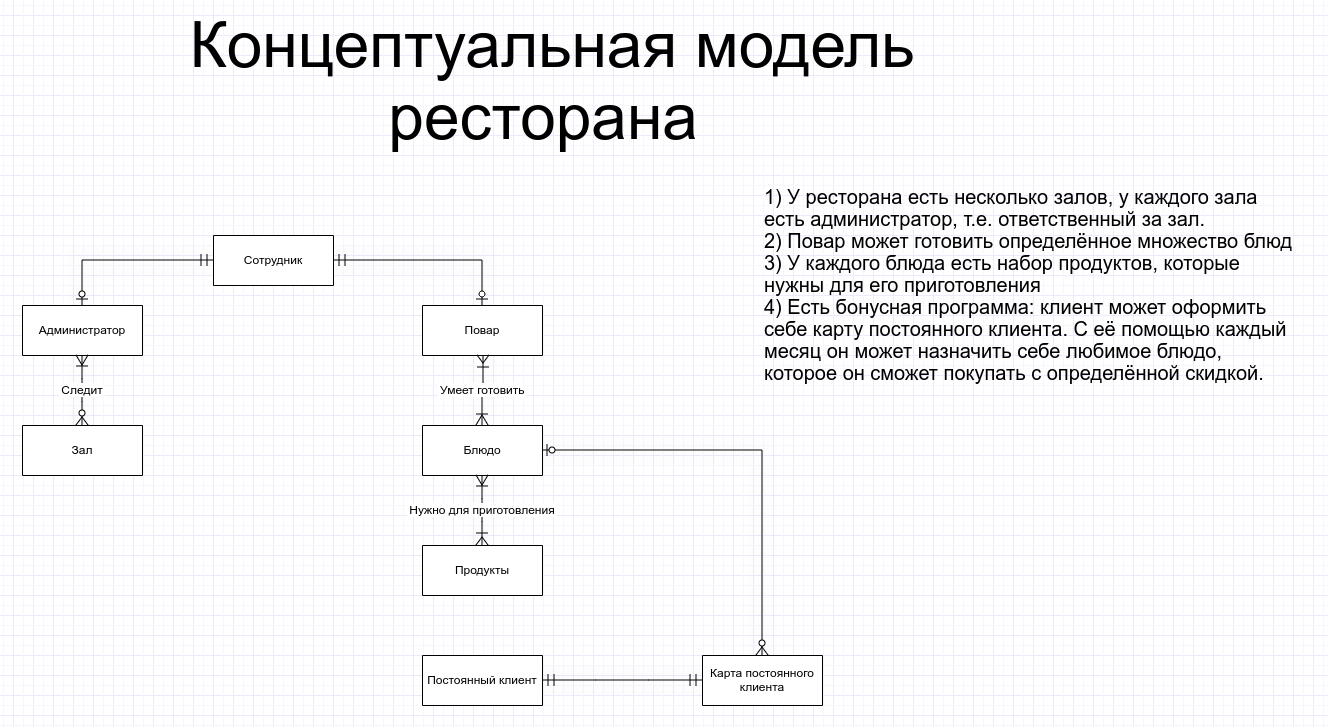 Концептуальная модель
ресторана
1) У ресторана есть несколько залов, у каждого зала
есть администратор, т.е. ответственный за зал.
2) Повар может готовить определённое множество блюд
3) У каждого блюда есть набор продуктов, которые
нужны для его приготовления
4) Есть бонусная программа: клиент может оформить
себе карту постоянного клиента. С её помощью каждый
месяц он может назначить себе любимое блюдо,
которое он сможет покупать с определённой скидкой.
Сотрудник
Администратор
Повар
Следит
Умеет готовить
Зал
Блюдо
Нужно для приготовления
Продукты
Постоянный клиент
Карта постоянного
клиента